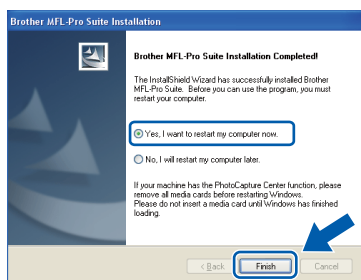 Brother MFL-Pro Suite Installation
Brother MFL-Pro Suite Installation Completed!
The InstallShield Wizard has successfully installed Brother
MFL-Pro Suite.  Before you can use the program, you must
restart your computer.
Yes, I want to restart my computer now.
No, I will restart my computer later.
If your machine has the PhotoCapture Center function, please
remove all media cards before restarting Windows.
Please do not insert a media card until Windows has finished
loading.
< Back
Finish
Cancel